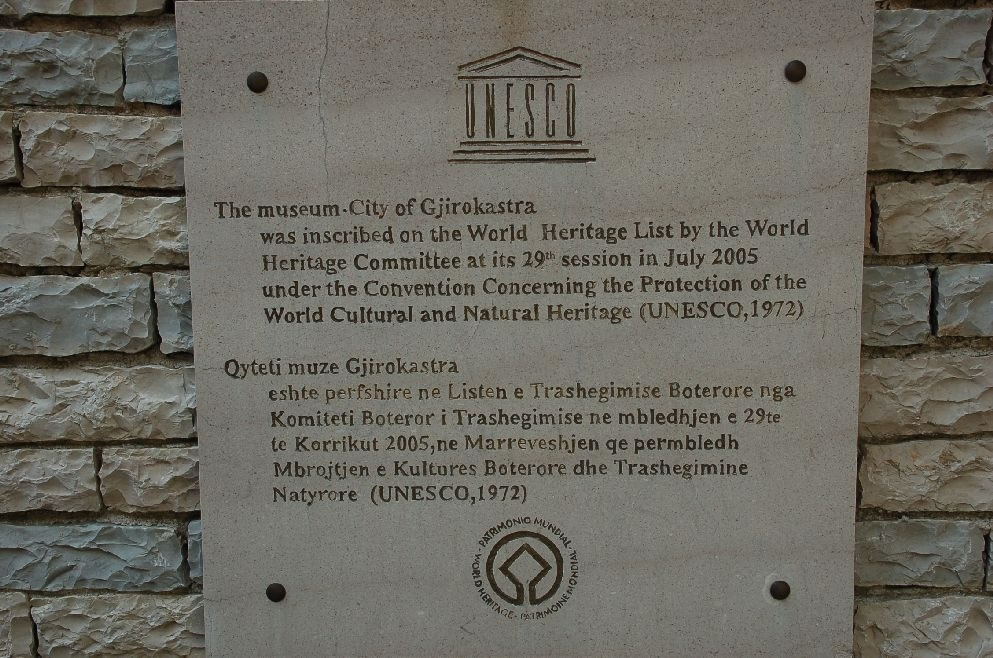 UNESCO
The museum-City of Gjirokastra
was inscribed on the World Heritage List by the World
Heritage Committee at its 29th session in July 2005
under the Convention Concerning the Protection of the
World Cultural and Natural Heritage (UNESCO,1972)
Qyteti muze Gjirokastra
eshte perfshire ne Listen e Trashegimise Boterore nga
Komiteti Boteror i Trashegimise ne mbledhjen e 29te
te Korrikut 2005,ne Marreveshjen qe permbledh
Mbrojtjen e Kultures Boterore dhe Trashegimine
Natyrore (UNESCO,1972)
WORLD HERITAGE · PATRIMOINE MONDIAL · PATRIMONIO MUNDIAL ·